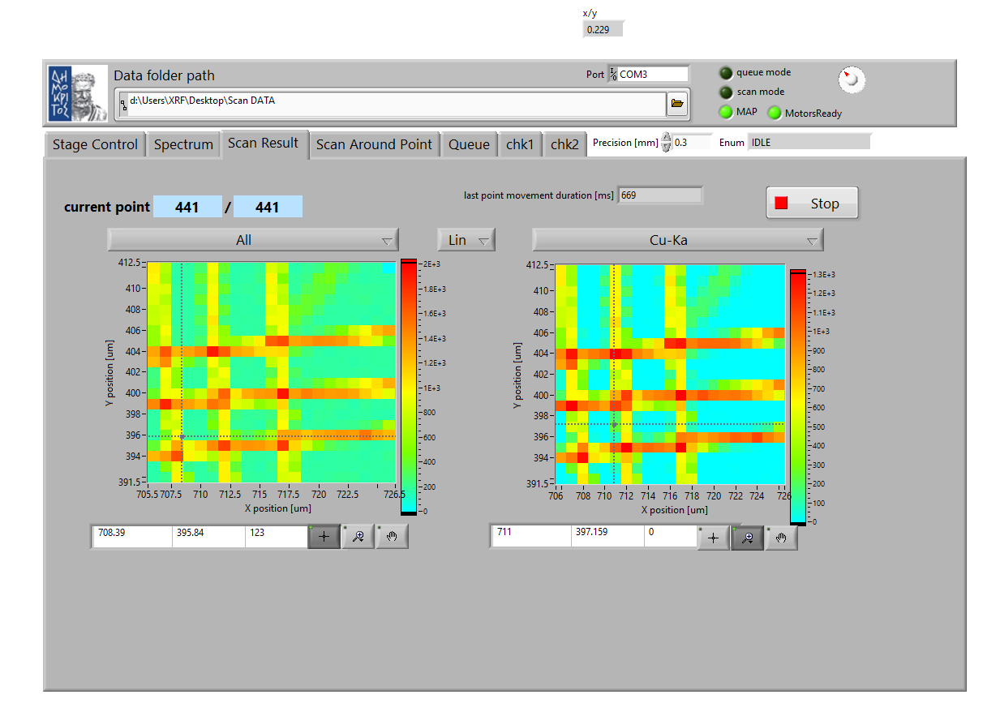 x/y
0.229
ΔΗ
ΜΟ
ΚΡΙ
ΤΟΣ
Data folder path
Port COM3
d:\Users\XRF\Desktop\Scan DATA
queue mode
scan mode
MAP MotorsReady
Stage Control Spectrum Scan Result Scan Around Point Queue chk1 chk2 Precision [mm] 0.3 Enum IDLE
current point 441 / 441
last point movement duration [ms] 669
Stop
All
Lin
Y position [um]
412.5
410
408
406
404
402
400
398
396
394
391.5
705.5 707.5 710 712.5 715 717.5 720 722.5 726.5
X position [um]
2E+3
1.8E+3
1.6E+3
1.4E+3
1.2E+3
1E+3
800
600
400
200
0
708.39 395.84 123
Cu-Ka
Y position [um]
412.5
410
408
406
404
402
400
398
396
394
391.5
706 708 710 712 714 716 718 720 722 724 726
X position [um]
1.3E+3
1.2E+3
1.1E+3
1E+3
900
800
700
600
500
400
300
200
100
0
711 397.159 0